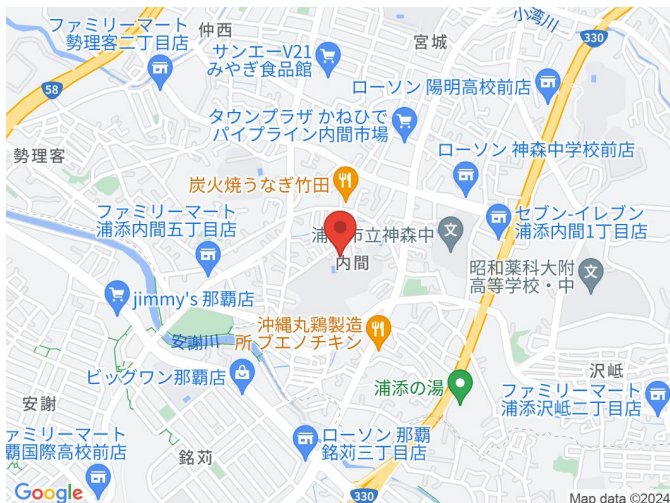 小湾川
仲西
宮城
330
ファミリーマート
勢理客二丁目店
サンエーV21
みやぎ食品館
ローソン 陽明高校前店
58
タウンプラザ かねひで
パイプライン内間市場
勢理客
ローソン 神森中学校前店
炭火焼うなぎ竹田
ファミリーマート
浦添内間五丁目店
セブン-イレブン
浦添内間1丁目店
市立神森中
内間
昭和薬科大附
高等学校・中
jimmy's 那覇店
沖縄丸鶏製造
所 ブエノチキン
安謝川
ビッグワン那覇店
沢岻
浦添の湯
ファミリーマート
浦添沢岻二丁目店
安謝
ァミリーマート
覇国際高校前店
ローソン 那覇
銘苅三丁目店
銘苅
Google
330
Map data ©2024